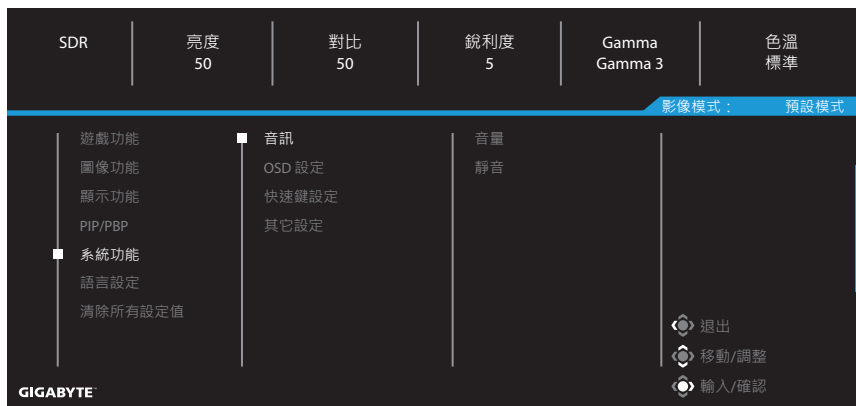 SDR
亮度
50
對比
50
銳利度
5
Gamma
Gamma 3
色溫
標準
影像模式： 預設模式
遊戲功能
圖像功能
顯示功能
PIP/PBP
系統功能
語言設定
清除所有設定值
音訊
OSD 設定
快速鍵設定
其它設定
音量
靜音
退出
移動/調整
輸入/確認
GIGABYTE™